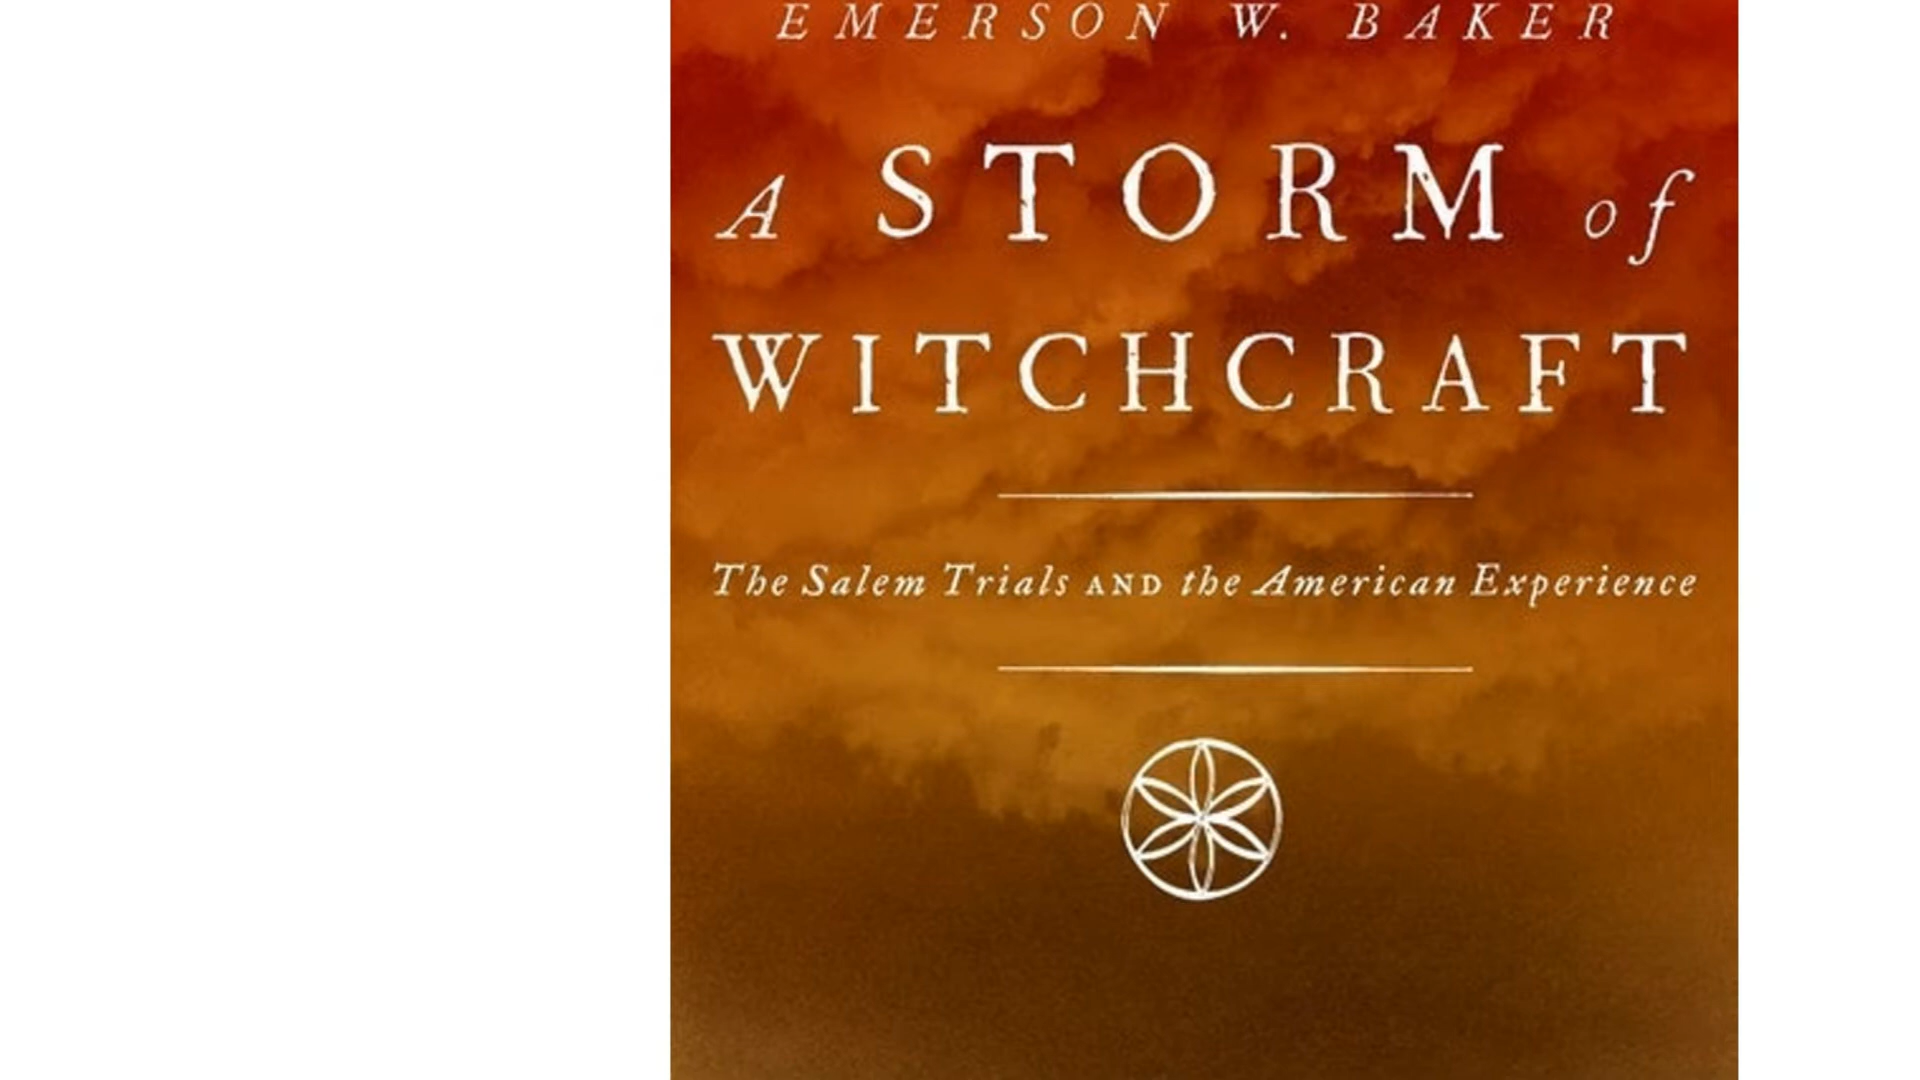 EMERSON W. BAKER
A STORM of
WITCHCRAFT
The Salem Trials AND the American Experience